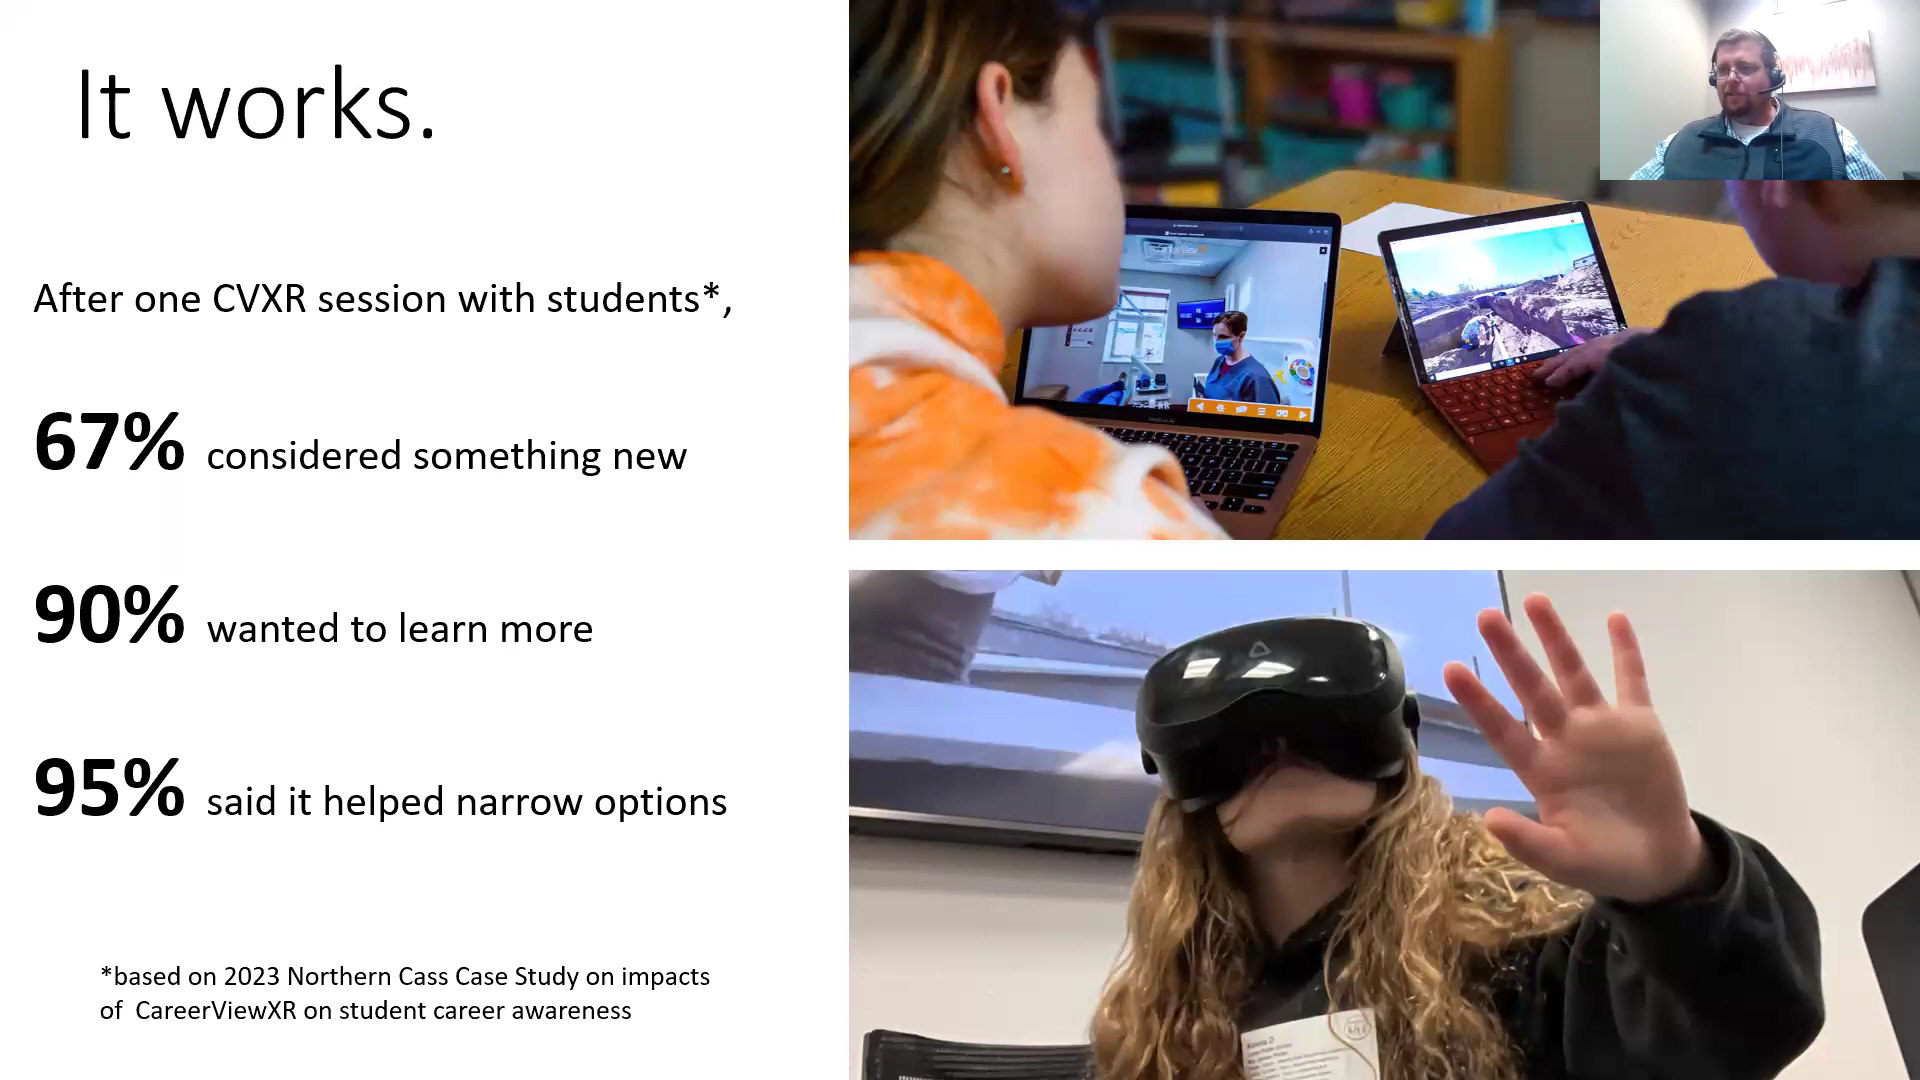 It works.
After one CVXR session with students*,
67% considered something new
90% wanted to learn more
95% said it helped narrow options
*based on 2023 Northern Cass Case Study on impacts
of CareerViewXR on student career awareness